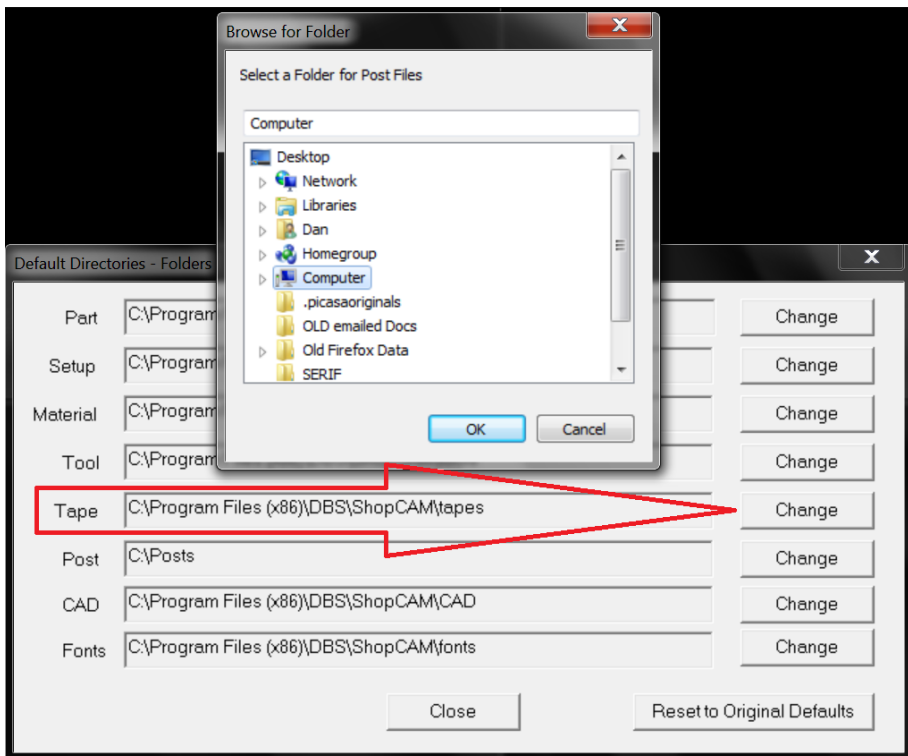 Browse for Folder
Select a Folder for Post Files
Computer
Desktop
Network
Libraries
Dan
Homegroup
Computer
.picasaoriginals
OLD emailed Docs
Old Firefox Data
SERIF
OK Cancel
Default Directories - Folders
Part C:\Program Change
Setup C:\Program Change
Material C:\Program Change
Tool C:\Program Change
Tape C:\Program Files (x86)\DBS\ShopCAM\tapes Change
Post C:\Posts Change
CAD C:\Program Files (x86)\DBS\ShopCAM\CAD Change
Fonts C:\Program Files (x86)\DBS\ShopCAM\fonts Change
Close Reset to Original Defaults